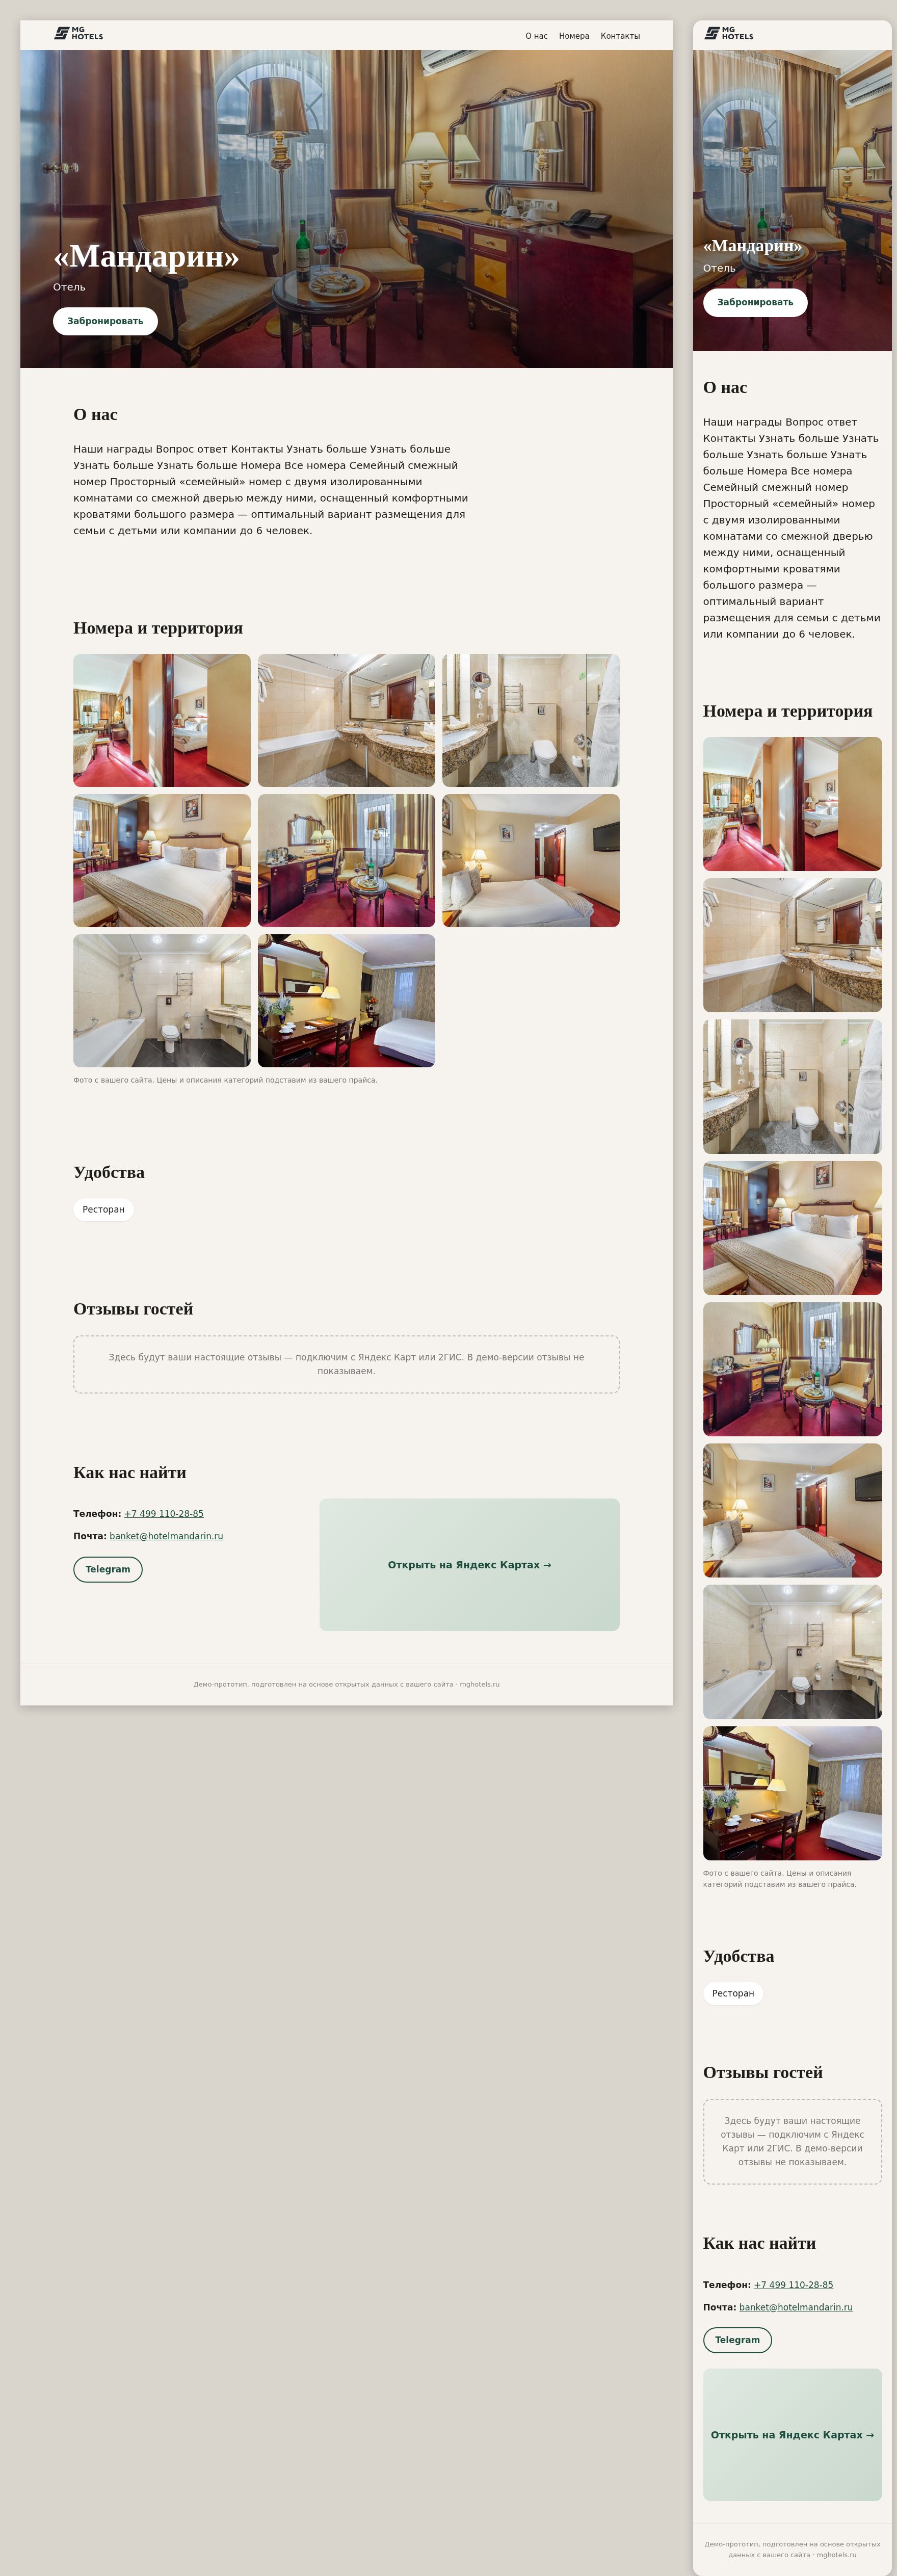 MG
HOTELS
О нас Номера Контакты
«Мандарин»
Отель
Забронировать
О нас
Наши награды Вопрос ответ Контакты Узнать больше Узнать больше
Узнать больше Узнать больше Номера Все номера Семейный смежный
номер Просторный «семейный» номер с двумя изолированными
комнатами со смежной дверью между ними, оснащенный комфортными
кроватями большого размера — оптимальный вариант размещения для
семьи с детьми или компании до 6 человек.
Номера и территория
Фото с вашего сайта. Цены и описания категорий подставим из вашего прайса.
Удобства
Ресторан
Отзывы гостей
Здесь будут ваши настоящие отзывы — подключим с Яндекс Карт или 2ГИС. В демо-версии отзывы не
показываем.
Как нас найти
Телефон: +7 499 110-28-85
Почта: banket@hotelmandarin.ru
Telegram
Открыть на Яндекс Картах →
Демо-прототип, подготовлен на основе открытых данных с вашего сайта · mghotels.ru
MG
HOTELS
«Мандарин»
Отель
Забронировать
О нас
Наши награды Вопрос ответ
Контакты Узнать больше Узнать
больше Узнать больше Узнать
больше Номера Все номера
Семейный смежный номер
Просторный «семейный» номер
с двумя изолированными
комнатами со смежной дверью
между ними, оснащенный
комфортными кроватями
большого размера —
оптимальный вариант
размещения для семьи с детьми
или компании до 6 человек.
Номера и территория
Фото с вашего сайта. Цены и описания
категорий подставим из вашего прайса.
Удобства
Ресторан
Отзывы гостей
Здесь будут ваши настоящие
отзывы — подключим с Яндекс
Карт или 2ГИС. В демо-версии
отзывы не показываем.
Как нас найти
Телефон: +7 499 110-28-85
Почта: banket@hotelmandarin.ru
Telegram
Открыть на Яндекс Картах →
Демо-прототип, подготовлен на основе открытых
данных с вашего сайта · mghotels.ru